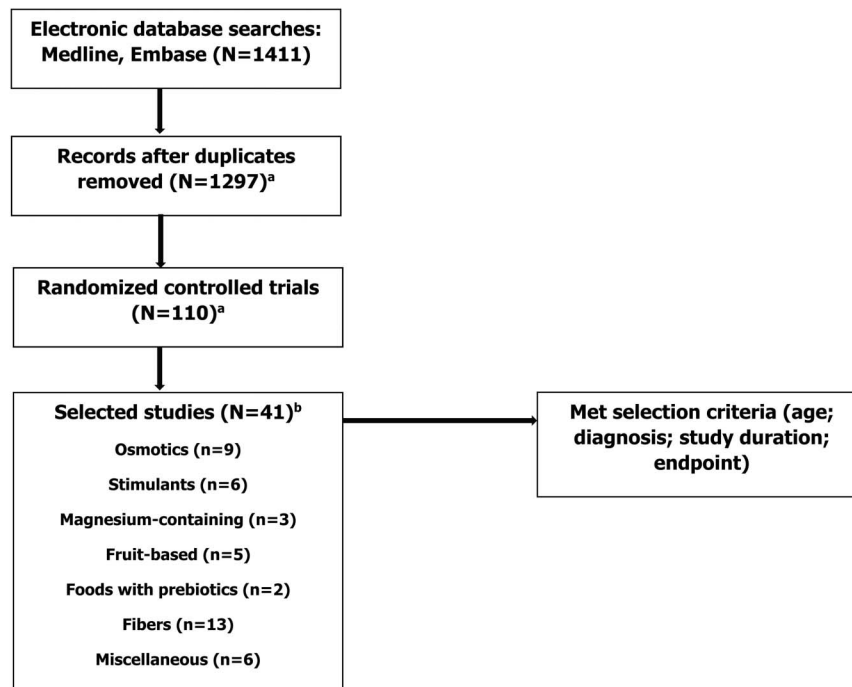 Electronic database searches:
Medline, Embase (N=1411)
Records after duplicates
removed (N=1297)a
Randomized controlled trials
(N=110)a
Selected studies (N=41)b
Osmotics (n=9)
Stimulants (n=6)
Magnesium-containing (n=3)
Fruit-based (n=5)
Foods with prebiotics (n=2)
Fibers (n=13)
Miscellaneous (n=6)
Met selection criteria (age;
diagnosis; study duration;
endpoint)